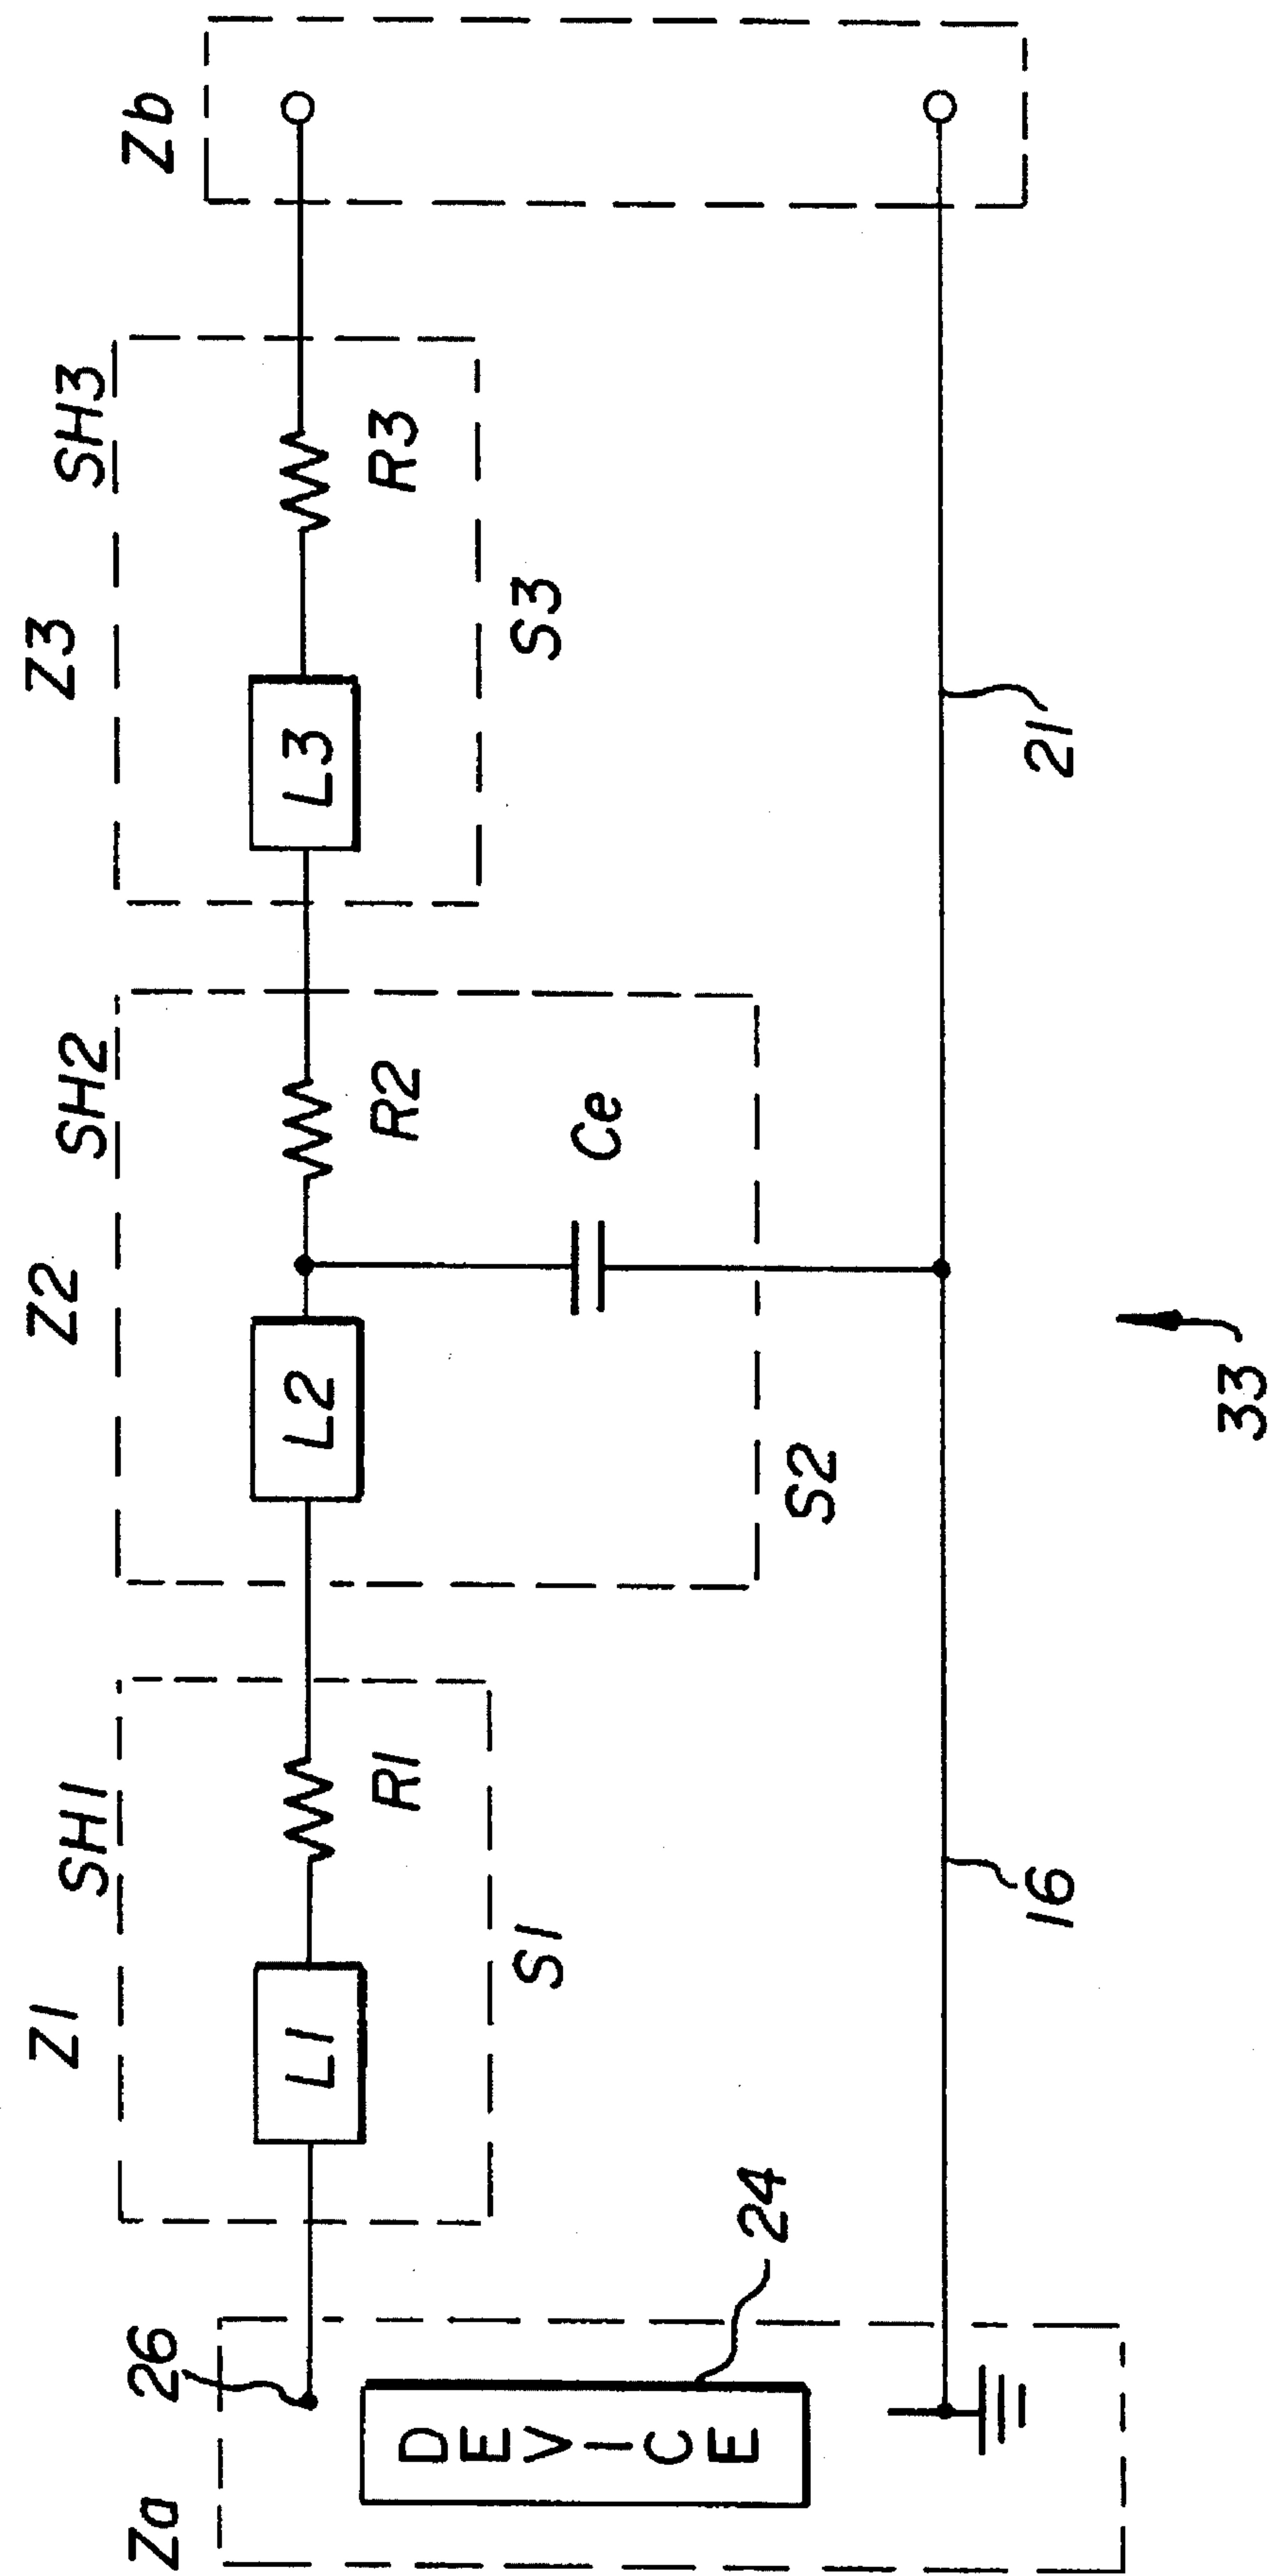 Za
26
Z1
SH1
Z2
SH2
Z3
SH3
Zb
L1
R1
L2
R2
L3
R3
DEVICE
24
S1
Ce
S2
S3
16
21
33